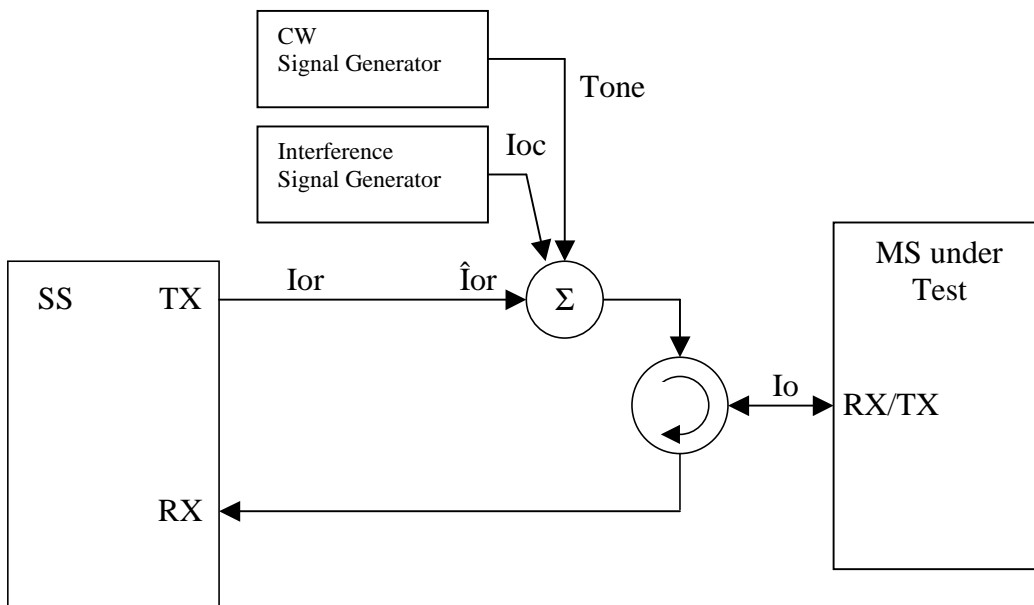 CW
Signal Generator
Tone
Interference
Signal Generator
Ioc
SS
TX
Ior
Îor
Σ
MS under
Test
Io
RX/TX
RX